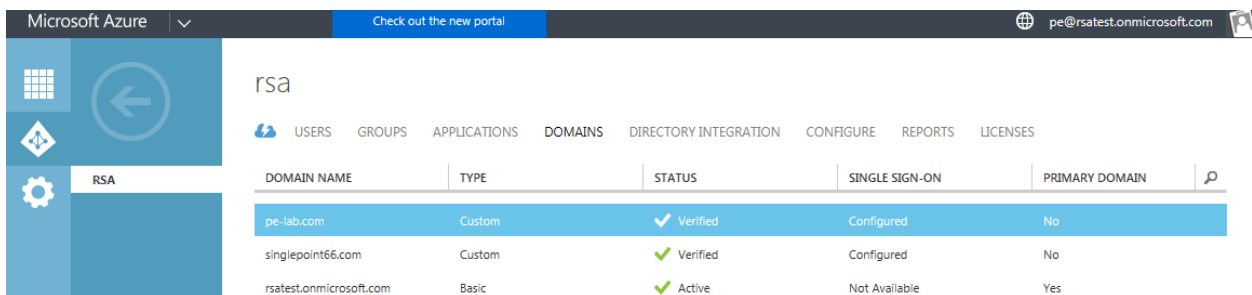 Microsoft Azure Check out the new portal pe@rsatest.onmicrosoft.com
rsa
USERS GROUPS APPLICATIONS DOMAINS DIRECTORY INTEGRATION CONFIGURE REPORTS LICENSES
RSA
DOMAIN NAME TYPE STATUS SINGLE SIGN-ON PRIMARY DOMAIN
pe-lab.com Custom Verified Configured No
singlepoint66.com Custom Verified Configured No
rsatest.onmicrosoft.com Basic Active Not Available Yes